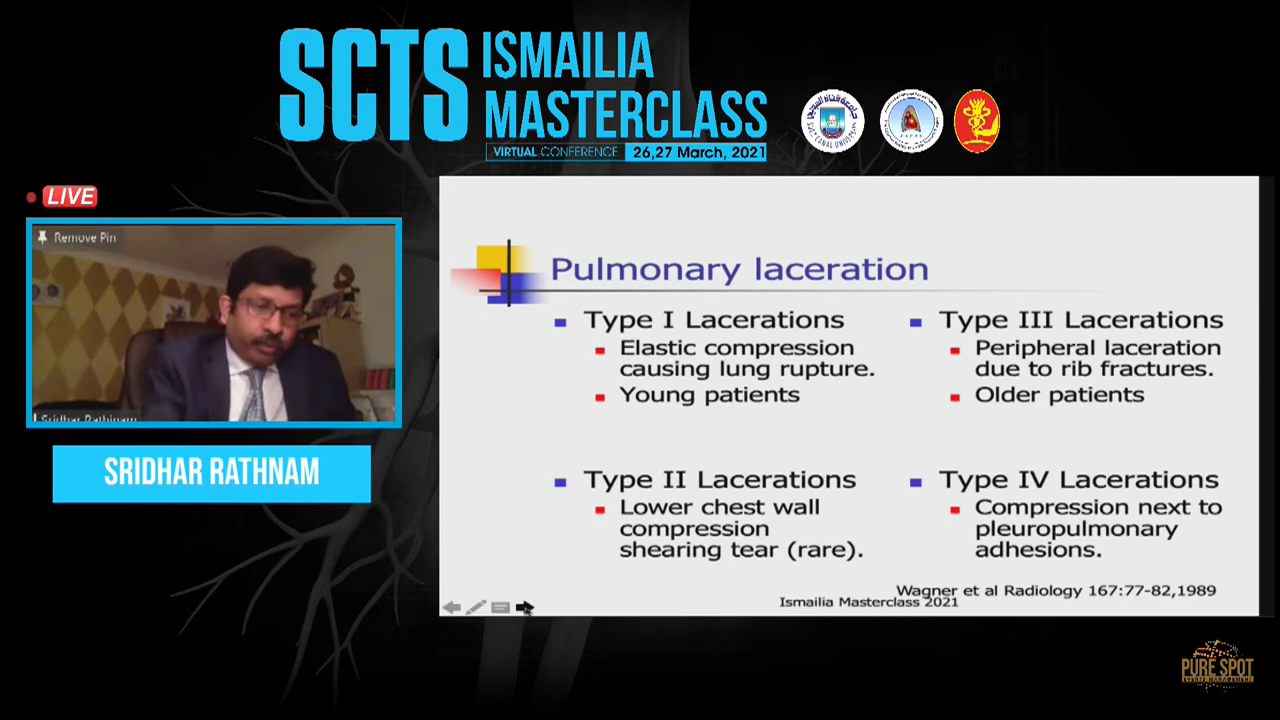 SCTS
ISMAILIA
MASTERCLASS
VIRTUAL CONFERENCE 26,27 March, 2021
LIVE
Remove Pin
Sridhar Rathinam
SRIDHAR RATHNAM
Pulmonary laceration
Type I Lacerations
Elastic compression
causing lung rupture.
Young patients
Type II Lacerations
Lower chest wall
compression
shearing tear (rare).
Type III Lacerations
Peripheral laceration
due to rib fractures.
Older patients
Type IV Lacerations
Compression next to
pleuropulmonary
adhesions.
Wagner et al Radiology 167:77-82,1989
Ismailia Masterclass 2021
PURE SPOT